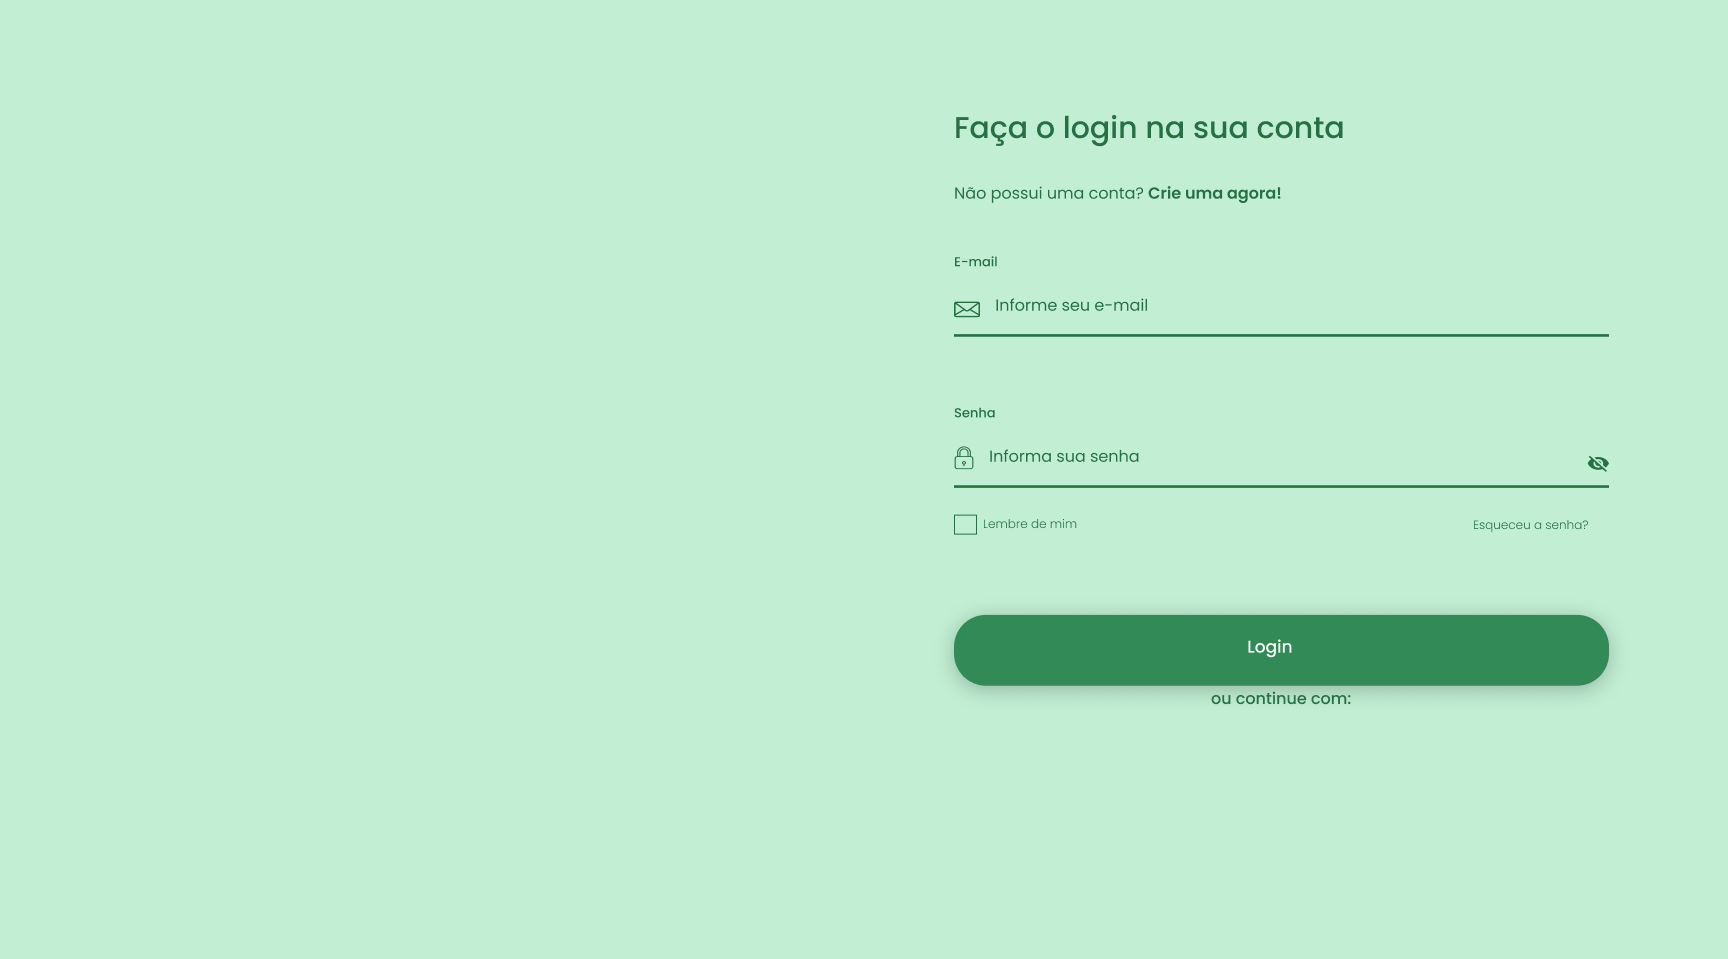 Faça o login na sua conta
Não possui uma conta? Crie uma agora!
E-mail
Informe seu e-mail
Senha
Informa sua senha
Lembre de mim
Esqueceu a senha?
Login
ou continue com: